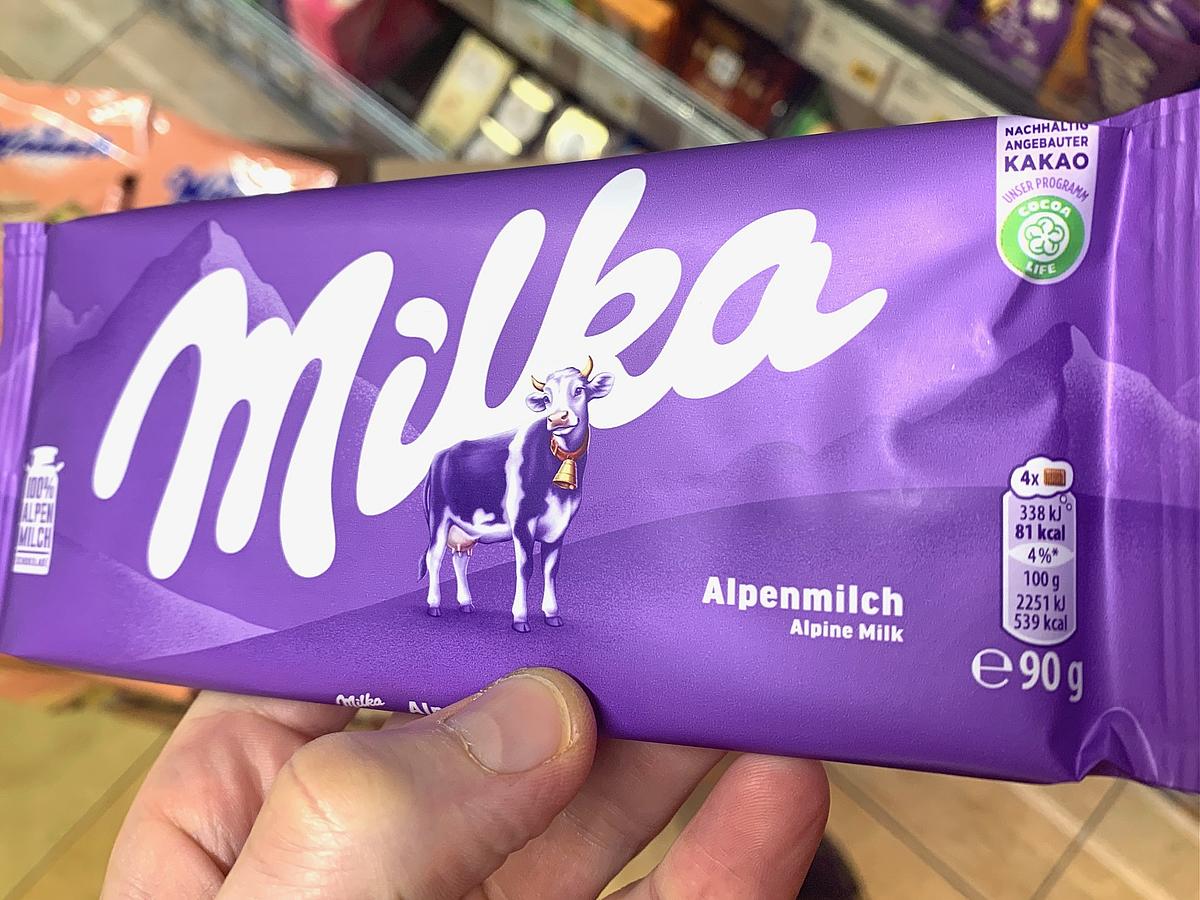 Milka
NACHHALTIG
ANGEBAUTER
KAKAO
UNSER PROGRAMM
COCOA
LIFE
100%
ALPEN
MILCH
SCHOKOLADE
Alpenmilch
Alpine Milk
4x
338 kJ
81 kcal
4%*
100 g
2251 kJ
539 kcal
℮ 90 g
Milka